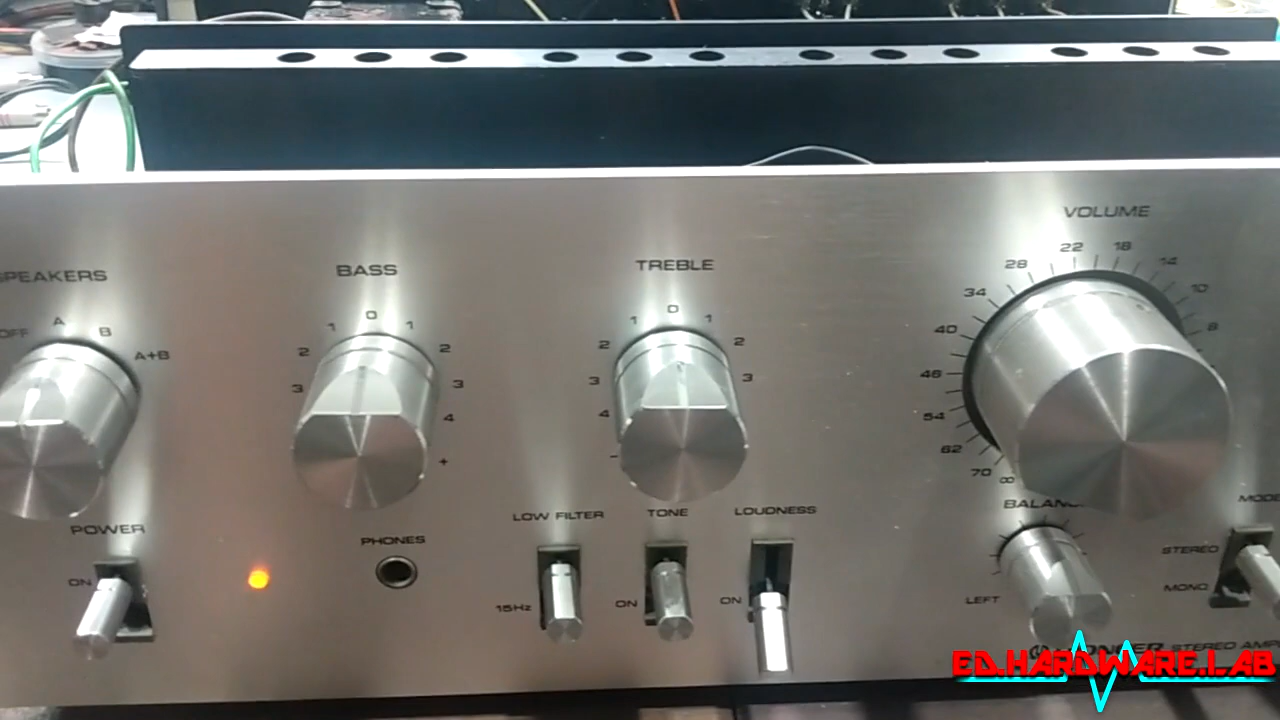 VOLUME
22 18
28 14
34 10
40 8
46
54
62
70
∞
SPEAKERS
OFF A B A+B
BASS
1 0 1
2 2
3 3
4
+
TREBLE
1 0 1
2 2
3 3
4
-
POWER
ON
PHONES
LOW FILTER
15Hz
TONE
ON
LOUDNESS
ON
BALANC
LEFT
MODE
STEREO
MONO
STEREO AMP
ED.HARDWARE.LAB